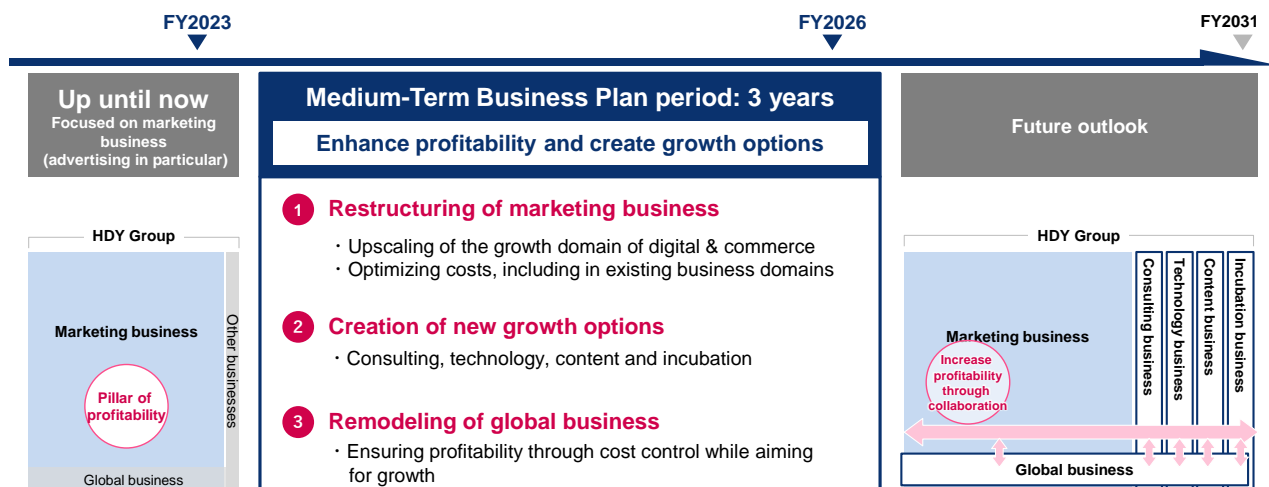 FY2023
FY2026
FY2031
Up until now
Focused on marketing
business
(advertising in particular)
Medium-Term Business Plan period: 3 years
Enhance profitability and create growth options
Future outlook
HDY Group
Marketing business
Pillar of
profitability
Other businesses
Global business
1 Restructuring of marketing business
・Upscaling of the growth domain of digital & commerce
・Optimizing costs, including in existing business domains
2 Creation of new growth options
・Consulting, technology, content and incubation
3 Remodeling of global business
・Ensuring profitability through cost control while aiming
for growth
HDY Group
Marketing business
Increase
profitability
through
collaboration
Consulting business
Technology business
Content business
Incubation business
Global business